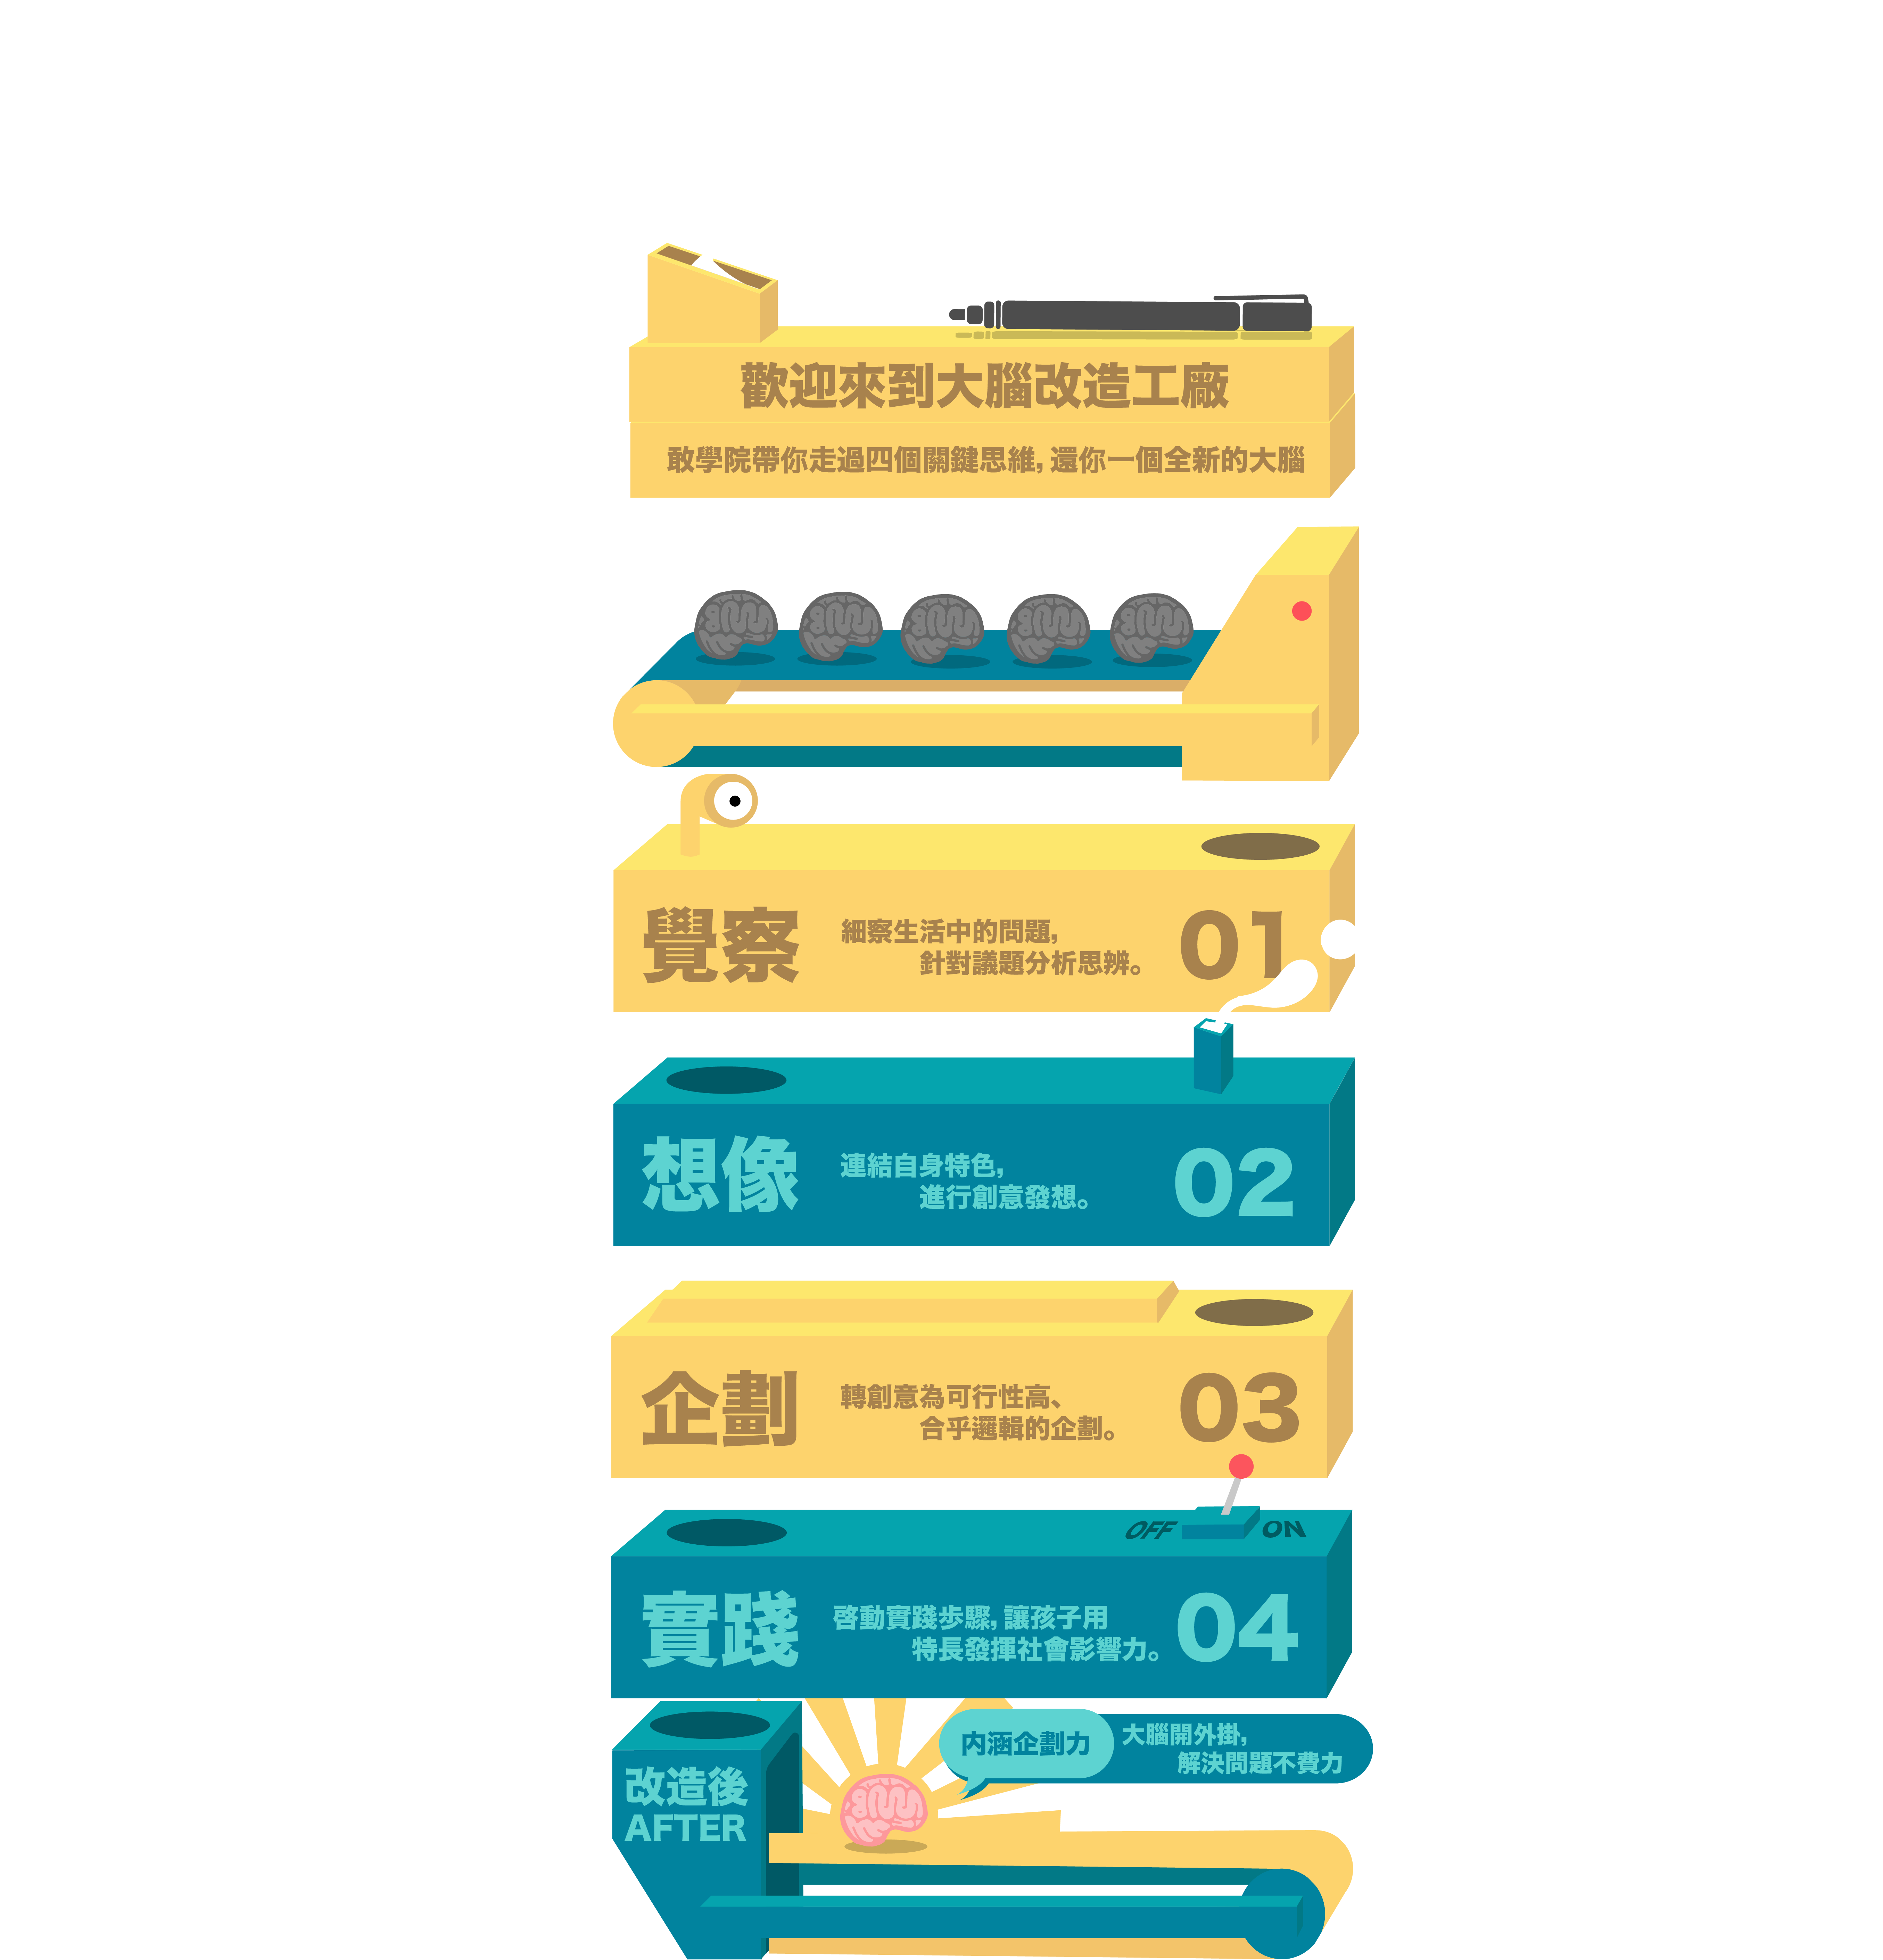 歡迎來到大腦改造工廠
敢學院帶你走過四個關鍵思維,還你一個全新的大腦
覺察
細察生活中的問題,
針對議題分析思辨。
01
想像
連結自身特色,
進行創意發想。
02
企劃
轉創意為可行性高、
合乎邏輯的企劃。
03
OFF
ON
實踐
啓動實踐步驟,讓孩子用
特長發揮社會影響力。
04
改造後
AFTER
內涵企劃力
大腦開外掛,
解決問題不費力